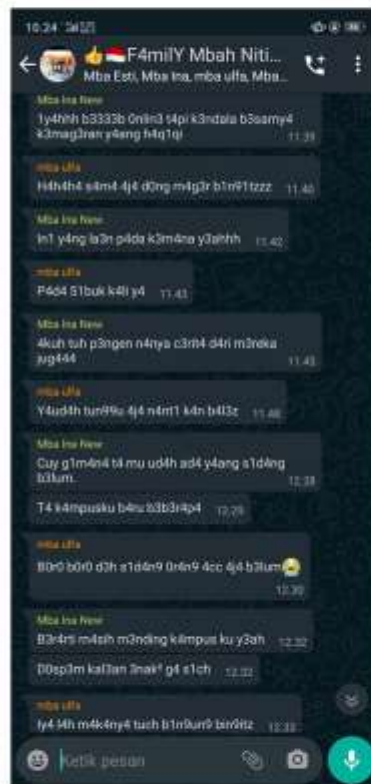 10.24
F4milY Mbah Niti...
Mba Esti, Mba Ina, mba ulfa, Mba...
Mba Ina New
1y4hhh b3333b 0nlin3 t4pi k3ndala b3samy4
k3mag3ran y4ang h4q1qi
11.39
mba ulfa
H4h4h4 s4m4 4j4 d0ng m4g3r b1n91tzzz 11.40
Mba Ina New
In1 y4ng la3n p4da k3m4na y3ahhh 11.42
mba ulfa
P4d4 S1buk k4li y4 11.43
Mba Ina New
4kuh tuh p3ngen n4nya c3rit4 d4ri m3reka
jug444
11.43
mba ulfa
Y4ud4h tun99u 4j4 n4nt1 k4n b4l3z 11.48
Mba Ina New
Cuy g1m4n4 t4 mu ud4h ad4 y4ang s1d4ng
b3lum.
12.28
T4 k4mpusku b4ru b3b3r4p4 12.29
mba ulfa
B0r0 b0r0 d3h s1d4n9 0r4n9 4cc 4j4 b3lum
12.30
Mba Ina New
B3r4rti m4sih m3nding k4mpus ku y3ah 12.32
D0sp3m kal3an 3nak² g4 s1ch 12.32
mba ulfa
Iy4 l4h m4k4ny4 tuch b1n9un9 bin9itz 12.33
Ketik pesan